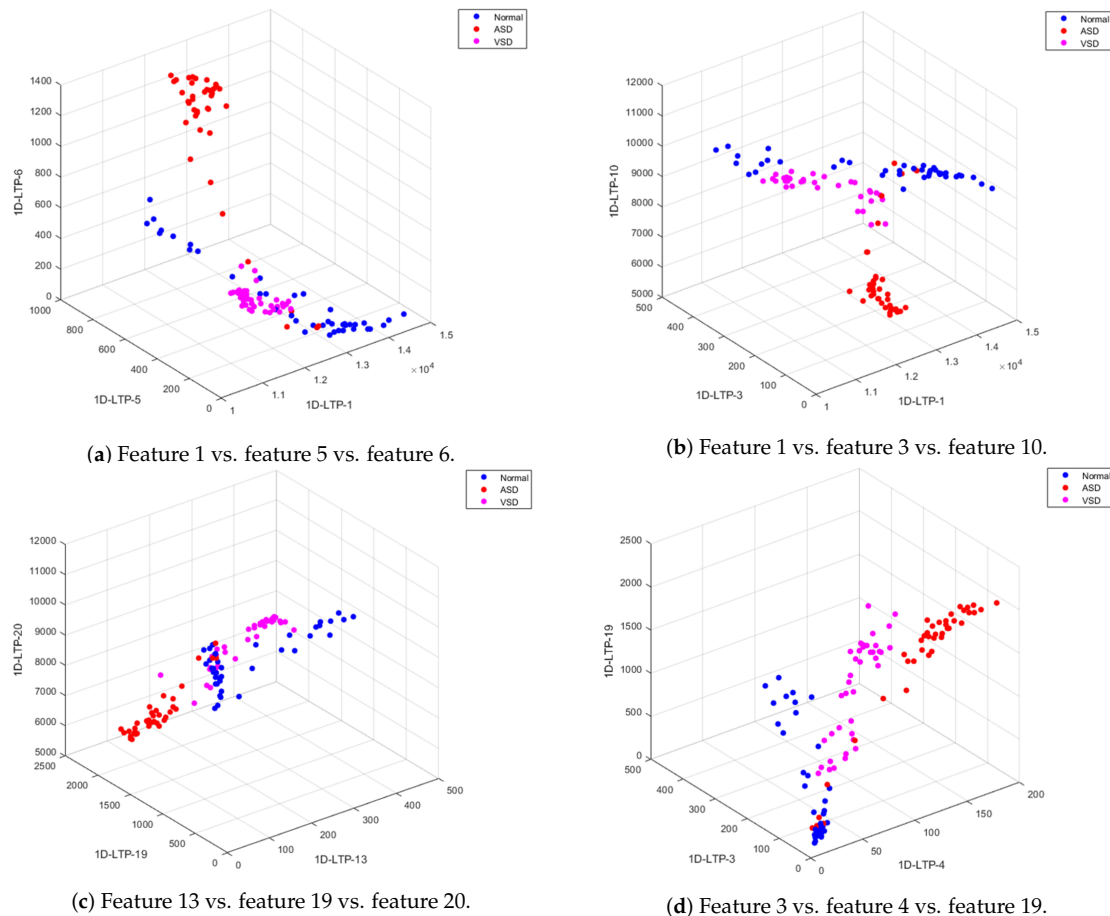 Normal
ASD
VSD
1400
1200
1000
800
600
400
200
0
1D-LTP-6
1000
800
600
400
200
0
1D-LTP-5
1
1.1
1.2
1.3
1.4
1.5
×10⁴
1D-LTP-1
(a) Feature 1 vs. feature 5 vs. feature 6.
Normal
ASD
VSD
12000
11000
10000
9000
8000
7000
6000
5000
1D-LTP-10
500
400
300
200
100
0
1D-LTP-3
1
1.1
1.2
1.3
1.4
1.5
×10⁴
1D-LTP-1
(b) Feature 1 vs. feature 3 vs. feature 10.
Normal
ASD
VSD
12000
11000
10000
9000
8000
7000
6000
5000
1D-LTP-20
2500
2000
1500
1000
500
0
1D-LTP-19
0
100
200
300
400
500
1D-LTP-13
(c) Feature 13 vs. feature 19 vs. feature 20.
Normal
ASD
VSD
2500
2000
1500
1000
500
0
1D-LTP-19
500
400
300
200
100
0
1D-LTP-3
0
50
100
150
200
1D-LTP-4
(d) Feature 3 vs. feature 4 vs. feature 19.